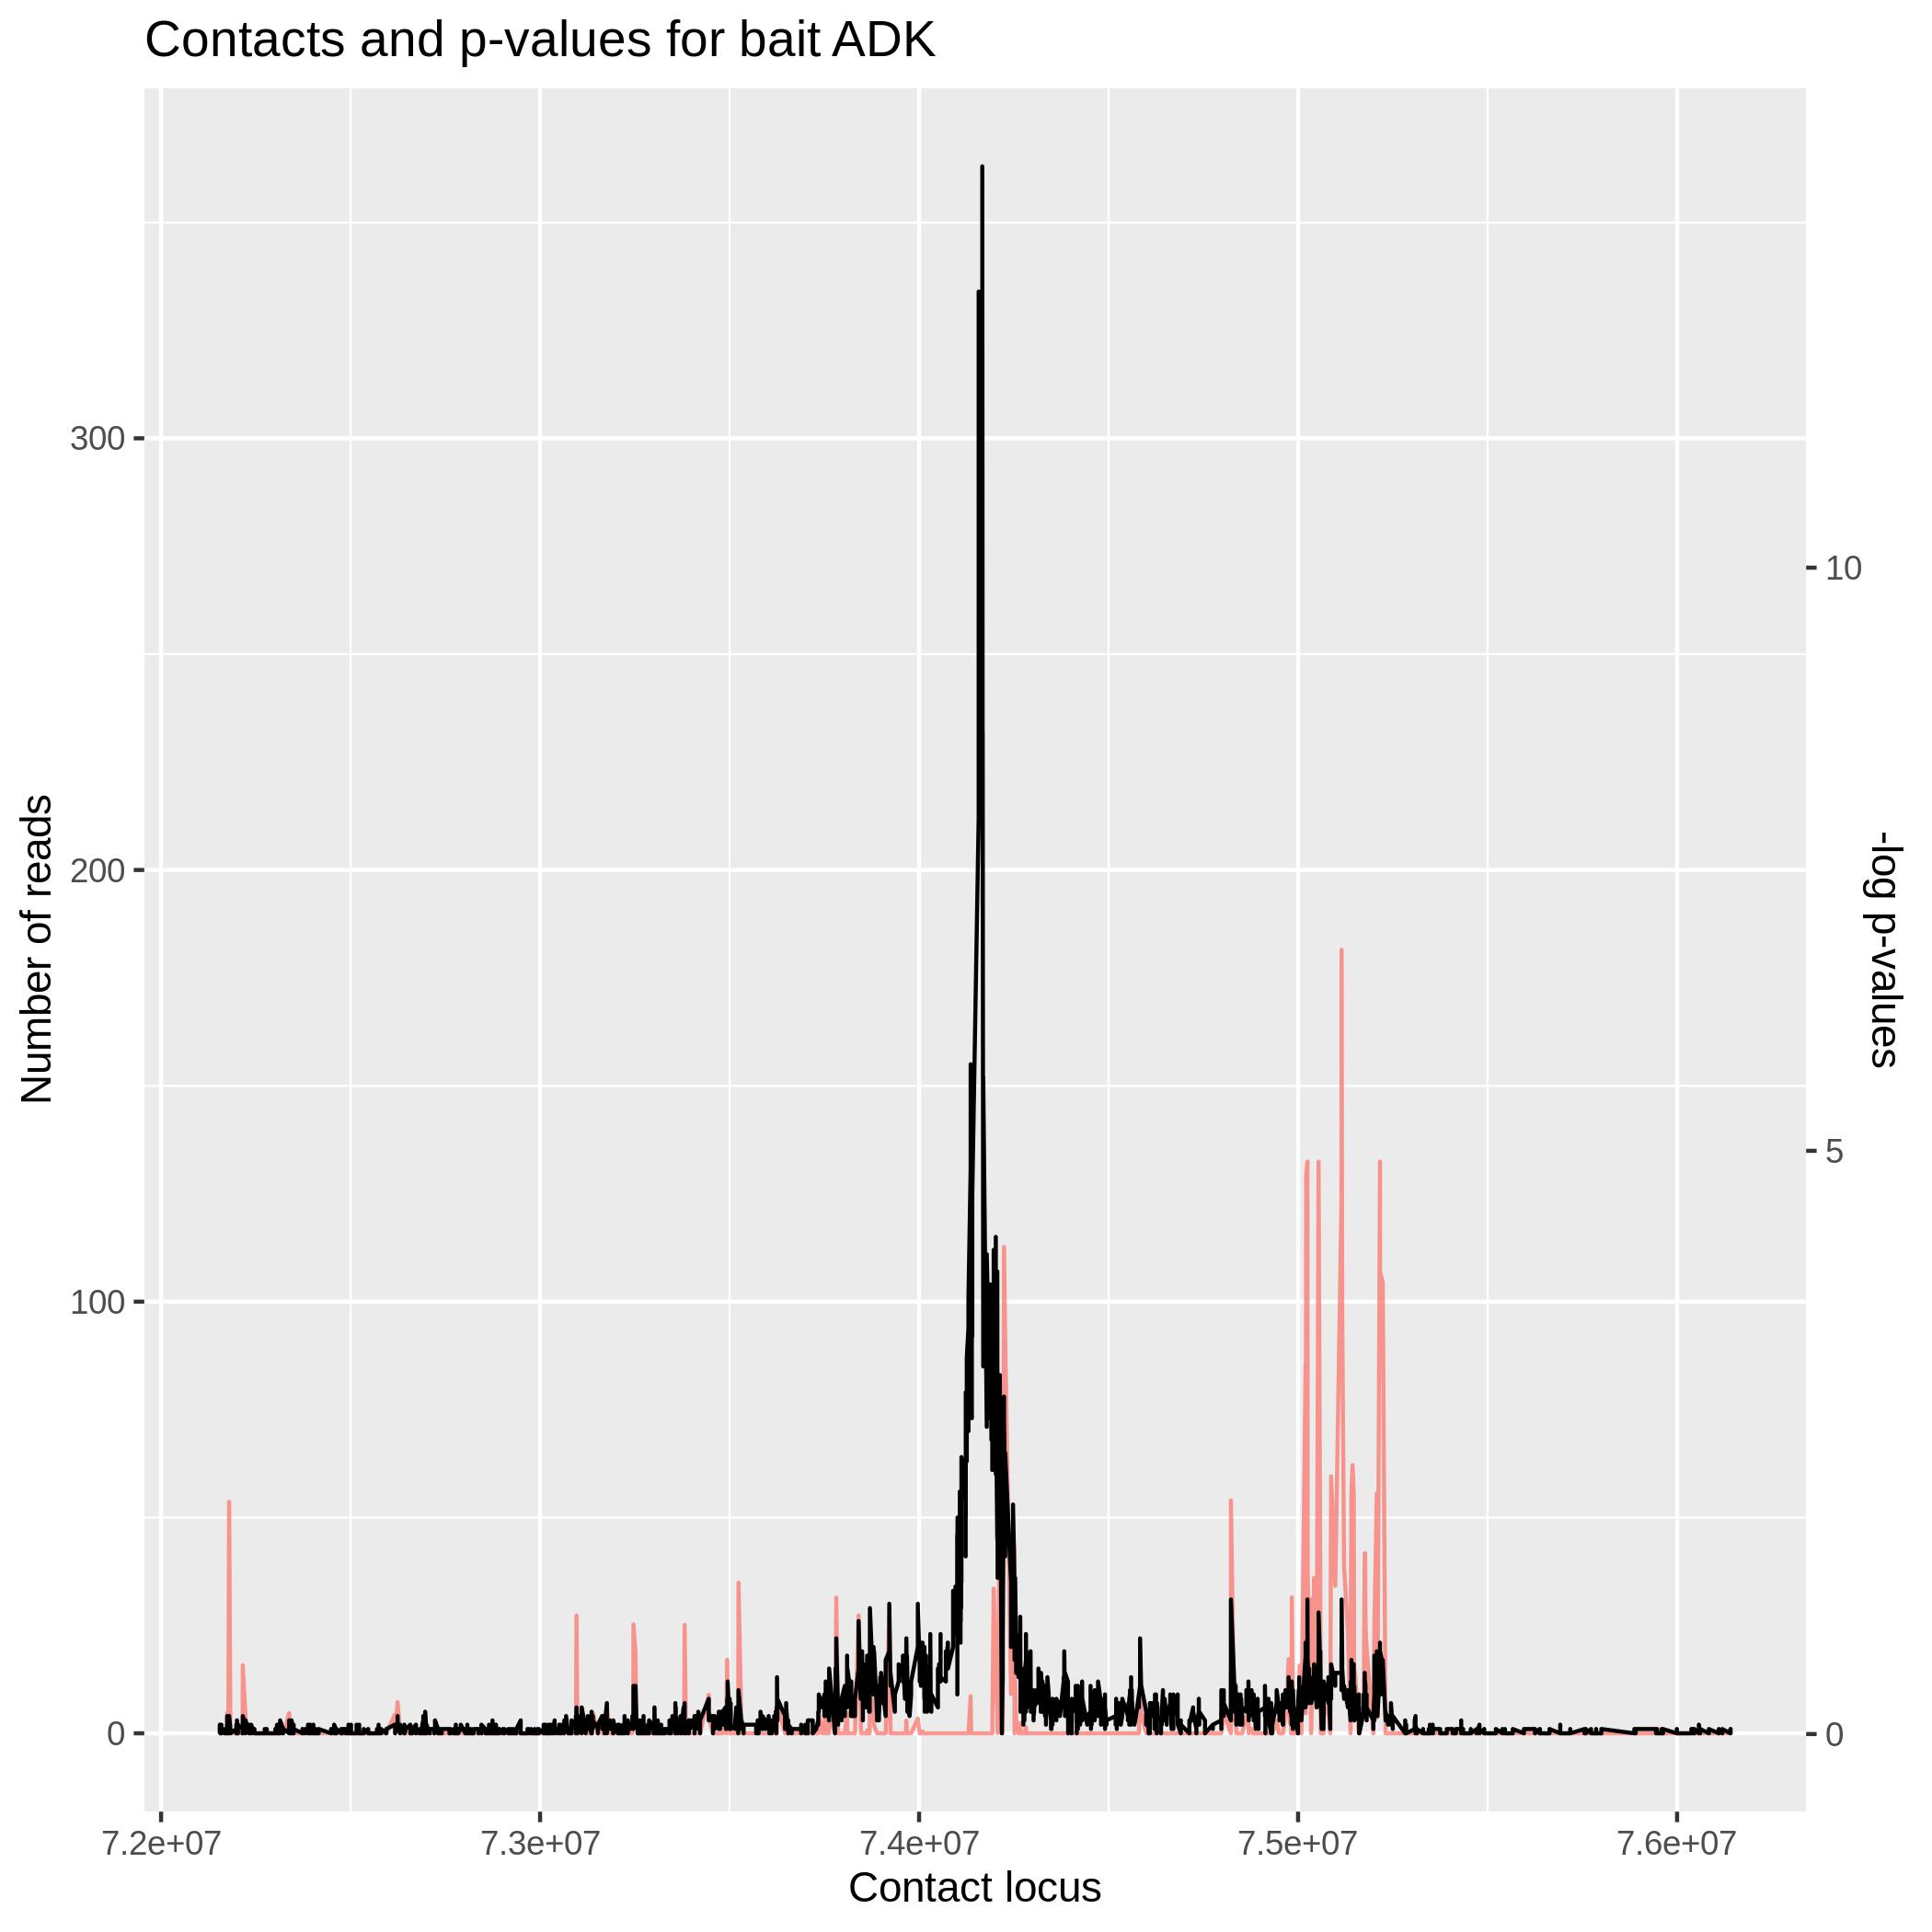 Contacts and p-values for bait ADK
Number of reads
300
200
100
0
10
5
0
-log p-values
7.2e+07 7.3e+07 7.4e+07 7.5e+07 7.6e+07
Contact locus